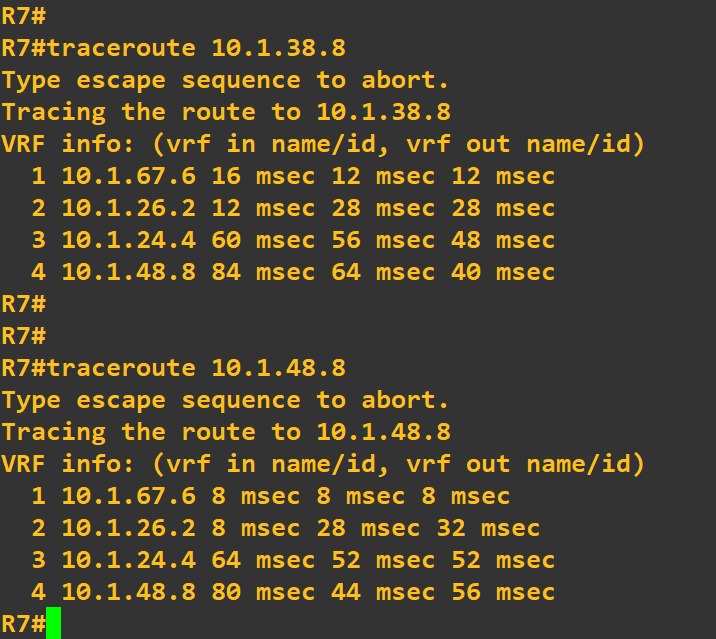 R7#
R7#traceroute 10.1.38.8
Type escape sequence to abort.
Tracing the route to 10.1.38.8
VRF info: (vrf in name/id, vrf out name/id)
  1 10.1.67.6 16 msec 12 msec 12 msec
  2 10.1.26.2 12 msec 28 msec 28 msec
  3 10.1.24.4 60 msec 56 msec 48 msec
  4 10.1.48.8 84 msec 64 msec 40 msec
R7#
R7#
R7#traceroute 10.1.48.8
Type escape sequence to abort.
Tracing the route to 10.1.48.8
VRF info: (vrf in name/id, vrf out name/id)
  1 10.1.67.6 8 msec 8 msec 8 msec
  2 10.1.26.2 8 msec 28 msec 32 msec
  3 10.1.24.4 64 msec 52 msec 52 msec
  4 10.1.48.8 80 msec 44 msec 56 msec
R7#